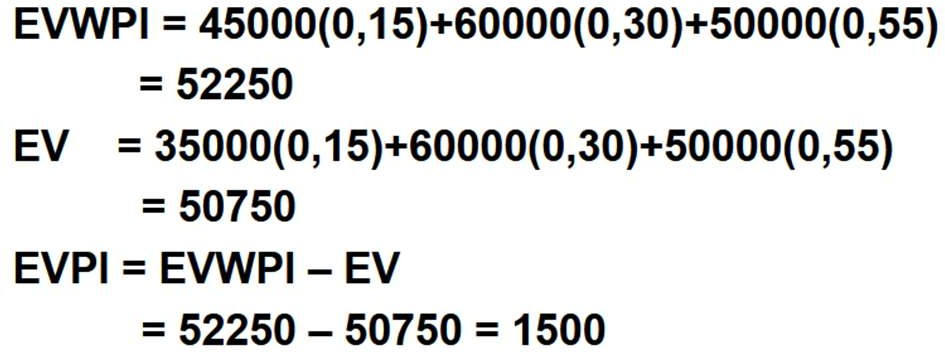 EVWPI = 45000(0,15)+60000(0,30)+50000(0,55)
= 52250
EV = 35000(0,15)+60000(0,30)+50000(0,55)
= 50750
EVPI = EVWPI – EV
= 52250 – 50750 = 1500